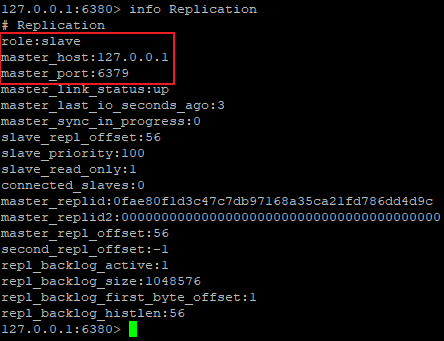 127.0.0.1:6380> info Replication
# Replication
role:slave
master_host:127.0.0.1
master_port:6379
master_link_status:up
master_last_io_seconds_ago:3
master_sync_in_progress:0
slave_repl_offset:56
slave_priority:100
slave_read_only:1
connected_slaves:0
master_replid:0fae80f1d3c47c7db97168a35ca21fd786dd4d9c
master_replid2:0000000000000000000000000000000000000000
master_repl_offset:56
second_repl_offset:-1
repl_backlog_active:1
repl_backlog_size:1048576
repl_backlog_first_byte_offset:1
repl_backlog_histlen:56
127.0.0.1:6380>